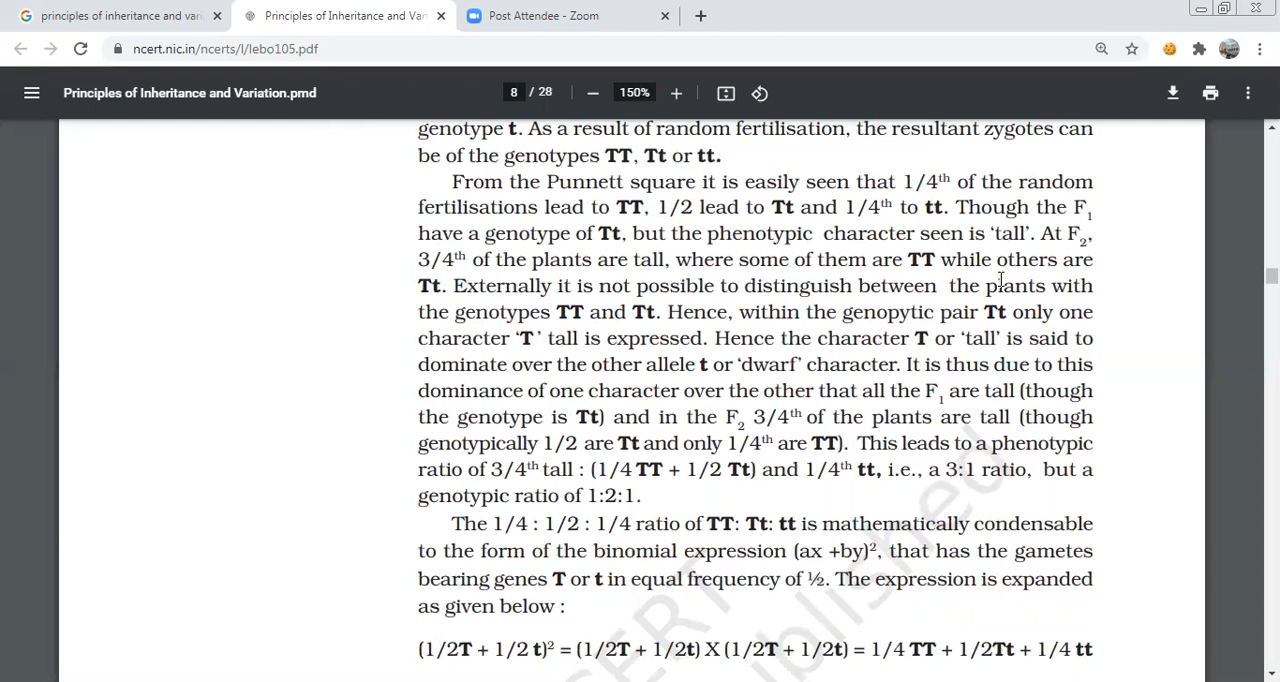 principles of inheritance and vari
Principles of Inheritance and Var
Post Attendee - Zoom
ncert.nic.in/ncerts/l/lebo105.pdf
Principles of Inheritance and Variation.pmd
8 / 28
150%
genotype t. As a result of random fertilisation, the resultant zygotes can
be of the genotypes TT, Tt or tt.
From the Punnett square it is easily seen that 1/4th of the random
fertilisations lead to TT, 1/2 lead to Tt and 1/4th to tt. Though the F1
have a genotype of Tt, but the phenotypic character seen is ‘tall’. At F2,
3/4th of the plants are tall, where some of them are TT while others are
Tt. Externally it is not possible to distinguish between the plants with
the genotypes TT and Tt. Hence, within the genopytic pair Tt only one
character ‘T’ tall is expressed. Hence the character T or ‘tall’ is said to
dominate over the other allele t or ‘dwarf’ character. It is thus due to this
dominance of one character over the other that all the F1 are tall (though
the genotype is Tt) and in the F2 3/4th of the plants are tall (though
genotypically 1/2 are Tt and only 1/4th are TT). This leads to a phenotypic
ratio of 3/4th tall : (1/4 TT + 1/2 Tt) and 1/4th tt, i.e., a 3:1 ratio, but a
genotypic ratio of 1:2:1.
The 1/4 : 1/2 : 1/4 ratio of TT: Tt: tt is mathematically condensable
to the form of the binomial expression (ax +by)², that has the gametes
bearing genes T or t in equal frequency of ½. The expression is expanded
as given below :
(1/2T + 1/2 t)² = (1/2T + 1/2t) X (1/2T + 1/2t) = 1/4 TT + 1/2Tt + 1/4 tt